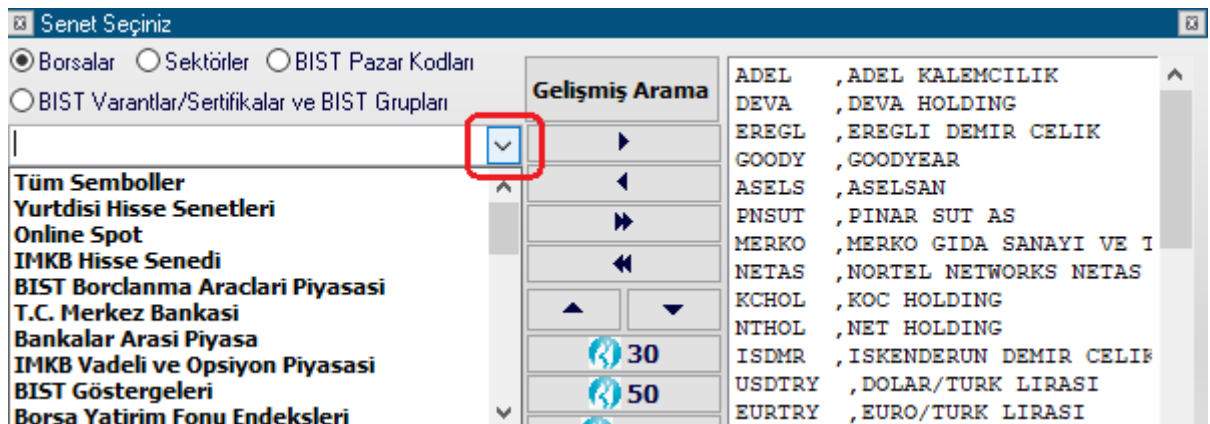 Senet Seçiniz
Borsalar Sektörler BIST Pazar Kodları
BIST Varantlar/Sertifikalar ve BIST Grupları
Tüm Semboller
Yurtdisi Hisse Senetleri
Online Spot
IMKB Hisse Senedi
BIST Borclanma Araclari Piyasasi
T.C. Merkez Bankasi
Bankalar Arasi Piyasa
IMKB Vadeli ve Opsiyon Piyasasi
BIST Göstergeleri
Borsa Yatirim Fonu Endeksleri
Gelişmiş Arama
30
50
ADEL ,ADEL KALEMCILIK
DEVA ,DEVA HOLDING
EREGL ,EREGLI DEMIR CELIK
GOODY ,GOODYEAR
ASELS ,ASELSAN
PNSUT ,PINAR SUT AS
MERKO ,MERKO GIDA SANAYI VE T
NETAS ,NORTEL NETWORKS NETAS
KCHOL ,KOC HOLDING
NTHOL ,NET HOLDING
ISDMR ,ISKENDERUN DEMIR CELIK
USDTRY ,DOLAR/TURK LIRASI
EURTRY ,EURO/TURK LIRASI